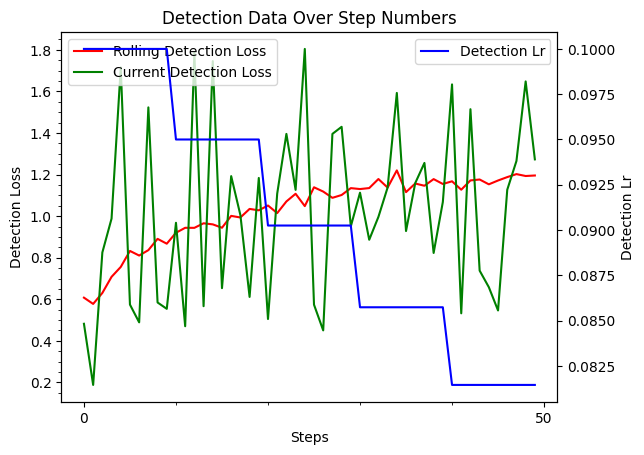 Detection Data Over Step Numbers
Rolling Detection Loss
Current Detection Loss
Detection Lr
1.8
1.6
1.4
1.2
1.0
0.8
0.6
0.4
0.2
Detection Loss
0.1000
0.0975
0.0950
0.0925
0.0900
0.0875
0.0850
0.0825
Detection Lr
0
50
Steps